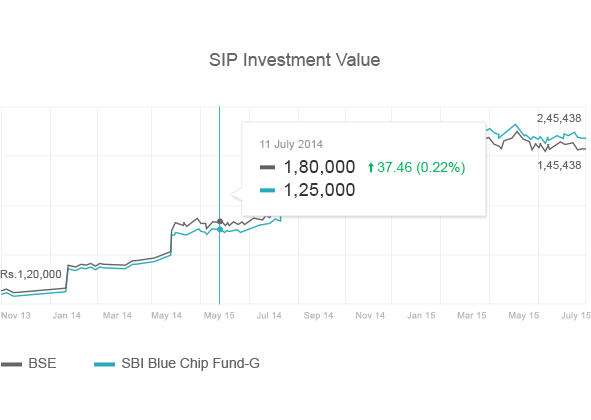 SIP Investment Value
2,45,438
11 July 2014
1,80,000 37.46 (0.22%)
1,25,000
1,45,438
Rs.1,20,000
Nov 13 Jan 14 Mar 14 May 14 May 15 Jul 14 Sep 14 Nov 14 Jan 15 Mar 15 May 15 July 15
BSE SBI Blue Chip Fund-G